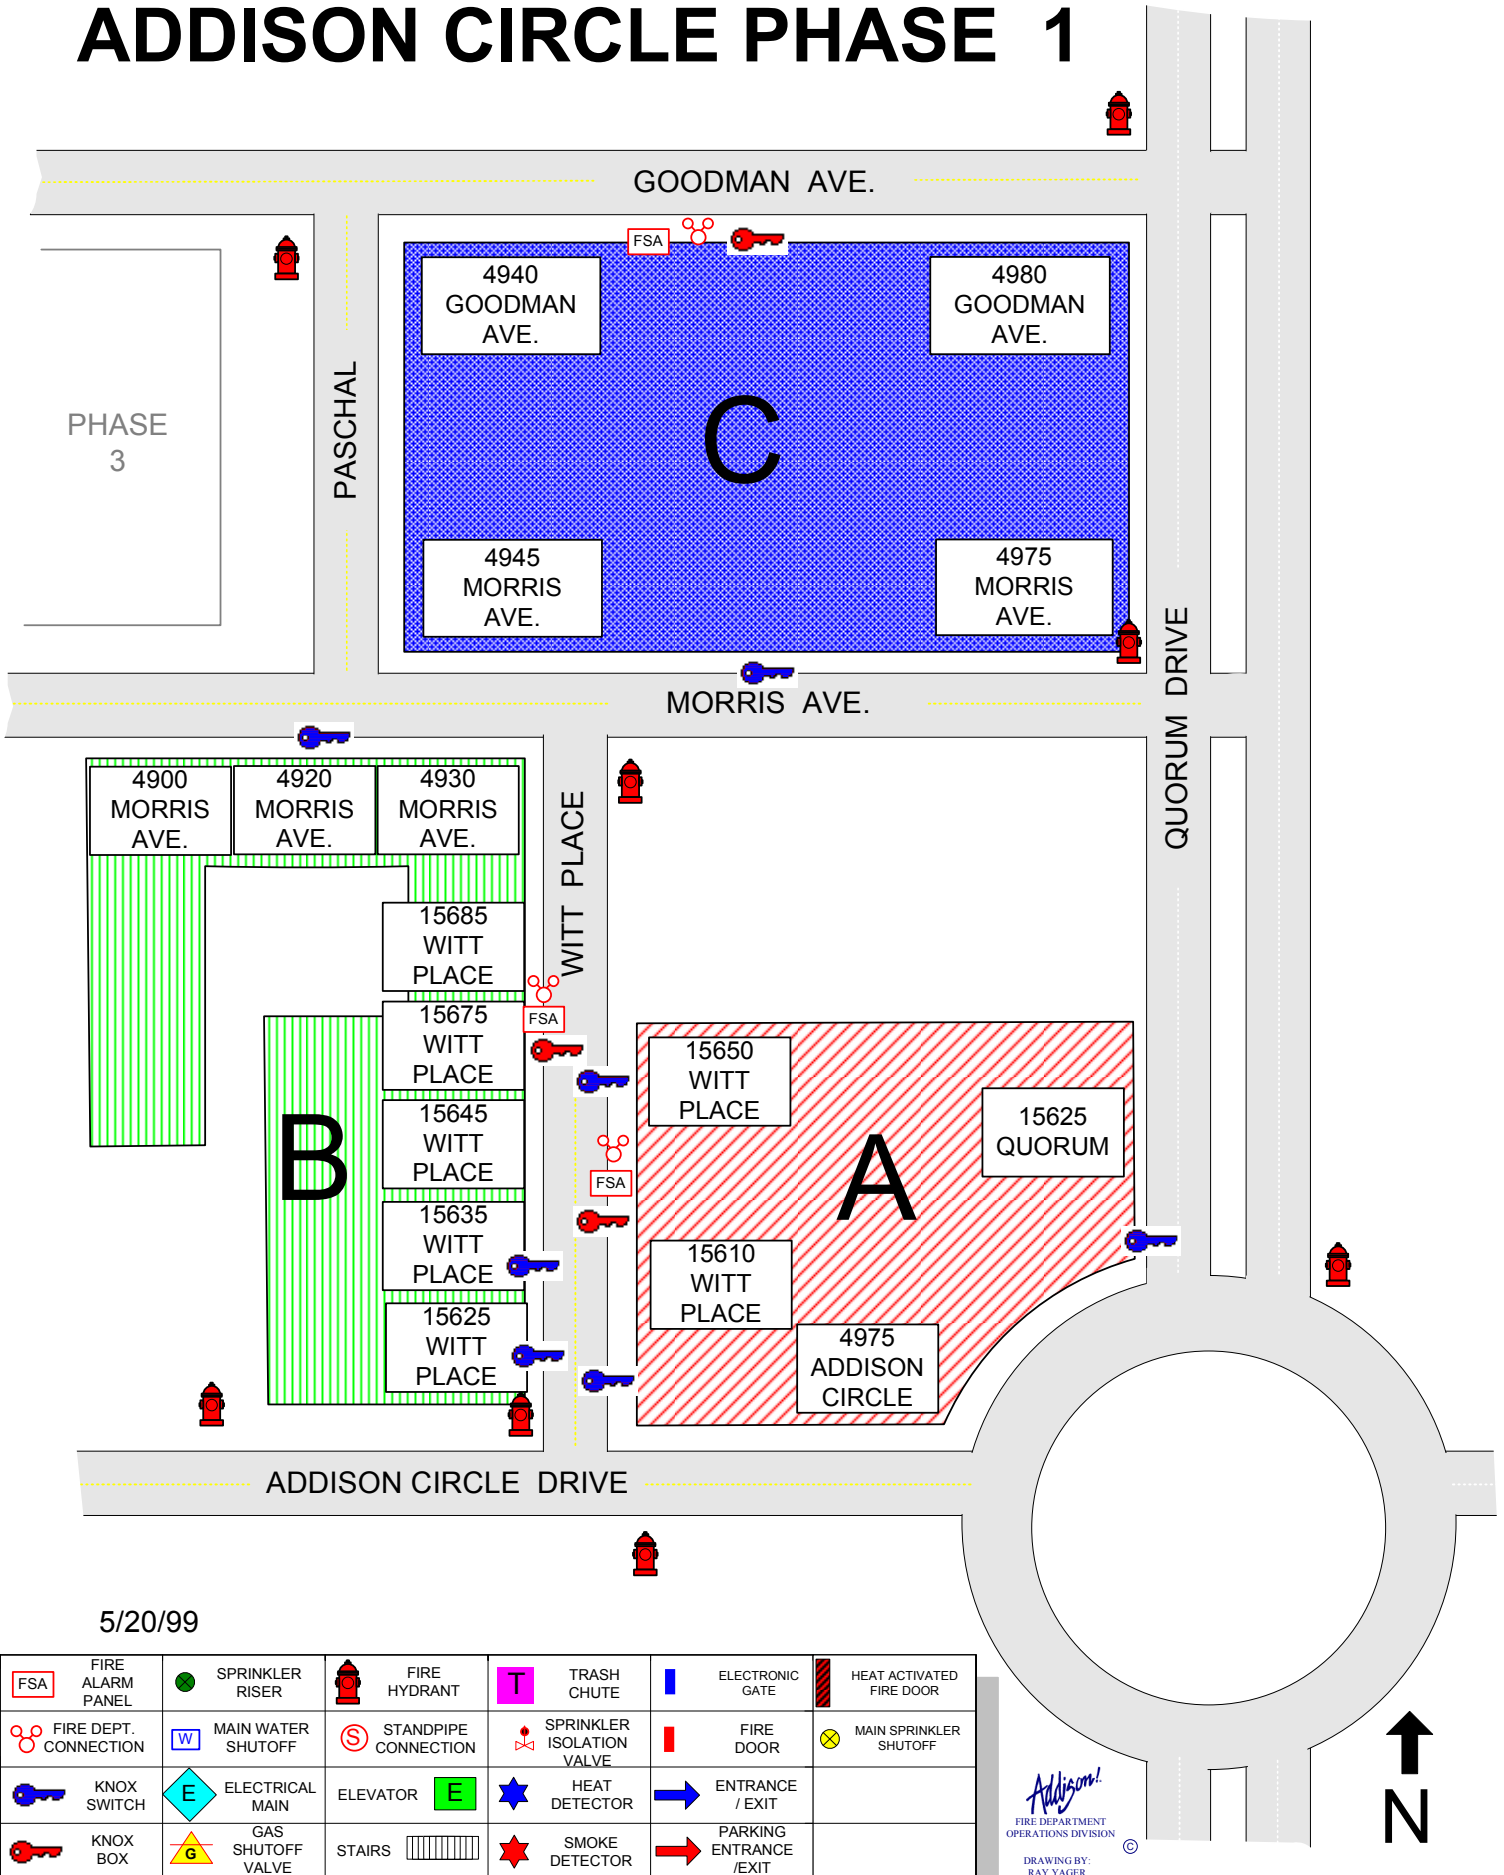 ADDISON CIRCLE PHASE 1
GOODMAN AVE.
FSA
4940
GOODMAN
AVE.
4980
GOODMAN
AVE.
PHASE
3
PASCHAL
C
4945
MORRIS
AVE.
4975
MORRIS
AVE.
QUORUM DRIVE
MORRIS AVE.
4900
MORRIS
AVE.
4920
MORRIS
AVE.
4930
MORRIS
AVE.
WITT PLACE
15685
WITT
PLACE
15675
WITT
PLACE
FSA
15645
WITT
PLACE
B
15635
WITT
PLACE
15625
WITT
PLACE
15650
WITT
PLACE
15625
QUORUM
A
FSA
15610
WITT
PLACE
4975
ADDISON
CIRCLE
ADDISON CIRCLE DRIVE
5/20/99
FSA
FIRE
ALARM
PANEL
SPRINKLER
RISER
FIRE
HYDRANT
T
TRASH
CHUTE
ELECTRONIC
GATE
HEAT ACTIVATED
FIRE DOOR
FIRE DEPT.
CONNECTION
W
MAIN WATER
SHUTOFF
S
STANDPIPE
CONNECTION
SPRINKLER
ISOLATION
VALVE
FIRE
DOOR
MAIN SPRINKLER
SHUTOFF
KNOX
SWITCH
E
ELECTRICAL
MAIN
ELEVATOR
E
HEAT
DETECTOR
ENTRANCE
/ EXIT
KNOX
BOX
G
GAS
SHUTOFF
VALVE
STAIRS
SMOKE
DETECTOR
PARKING
ENTRANCE
/EXIT
Addison!
FIRE DEPARTMENT
OPERATIONS DIVISION
©
DRAWING BY:
RAY YAGER
N